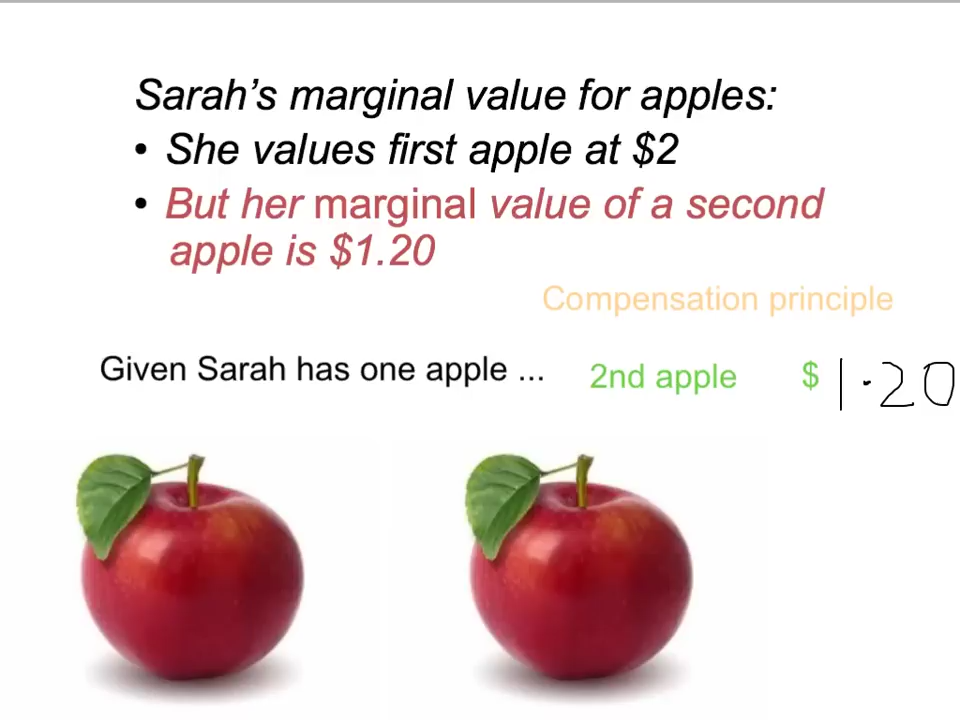 Sarah's marginal value for apples:
• She values first apple at $2
• But her marginal value of a second
apple is $1.20
Compensation principle
Given Sarah has one apple ... 2nd apple $ 1.20